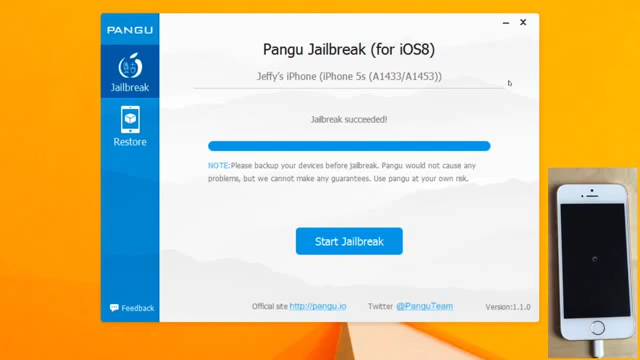 PANGU
Pangu Jailbreak (for iOS8)
Jeffy's iPhone (iPhone 5s (A1433/A1453))
Jailbreak
Jailbreak succeeded!
Restore
NOTE:Please backup your devices before jailbreak. Pangu would not cause any
problems, but we cannot make any guarantees. Use pangu at your own risk.
Start Jailbreak
Feedback
Official site http://pangu.io
Twitter @PanguTeam
Version:1.1.0